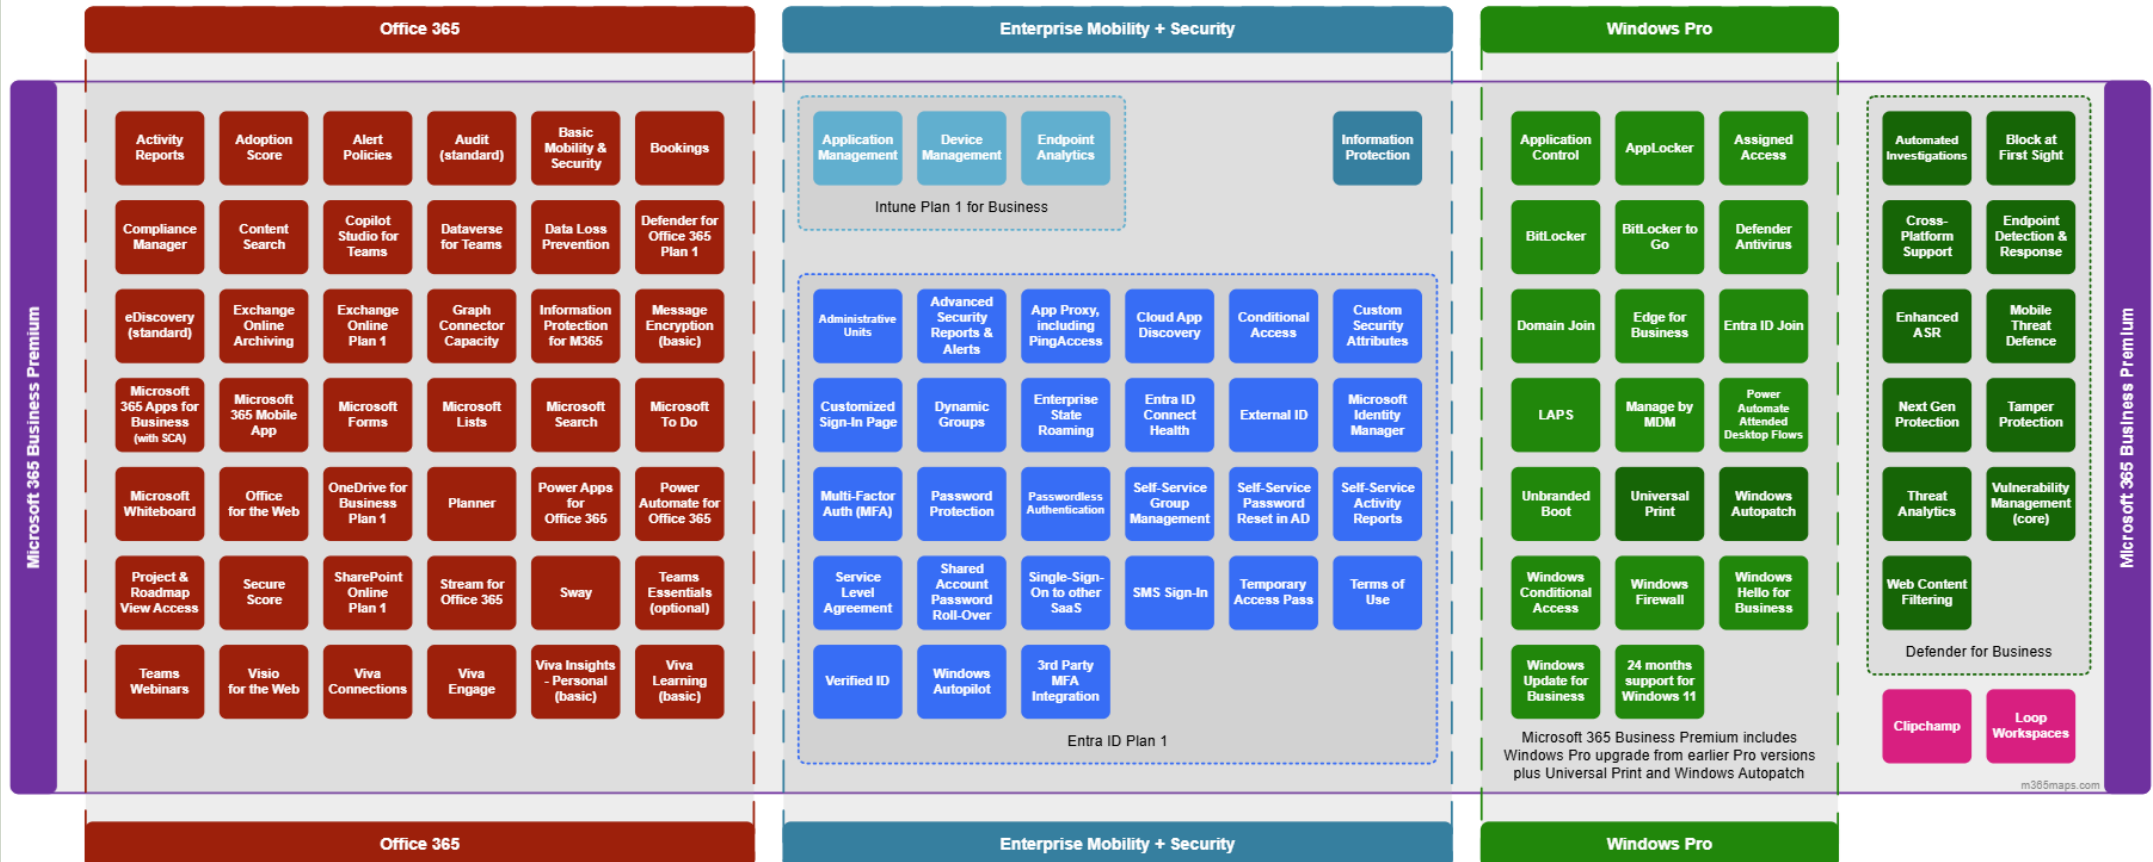 Office 365
Enterprise Mobility + Security
Windows Pro
Microsoft 365 Business Premium
Activity
Reports
Adoption
Score
Alert
Policies
Audit
(standard)
Basic
Mobility &
Security
Bookings
Compliance
Manager
Content
Search
Copilot
Studio for
Teams
Dataverse
for Teams
Data Loss
Prevention
Defender for
Office 365
Plan 1
eDiscovery
(standard)
Exchange
Online
Archiving
Exchange
Online
Plan 1
Graph
Connector
Capacity
Information
Protection
for M365
Message
Encryption
(basic)
Microsoft
365 Apps for
Business
(with SCA)
Microsoft
365 Mobile
App
Microsoft
Forms
Microsoft
Lists
Microsoft
Search
Microsoft
To Do
Microsoft
Whiteboard
Office
for the Web
OneDrive for
Business
Plan 1
Planner
Power Apps
for
Office 365
Power
Automate for
Office 365
Project &
Roadmap
View Access
Secure
Score
SharePoint
Online
Plan 1
Stream for
Office 365
Sway
Teams
Essentials
(optional)
Teams
Webinars
Visio
for the Web
Viva
Connections
Viva
Engage
Viva Insights
- Personal
(basic)
Viva
Learning
(basic)
Application
Management
Device
Management
Endpoint
Analytics
Intune Plan 1 for Business
Information
Protection
Administrative
Units
Advanced
Security
Reports &
Alerts
App Proxy,
including
PingAccess
Cloud App
Discovery
Conditional
Access
Custom
Security
Attributes
Customized
Sign-In Page
Dynamic
Groups
Enterprise
State
Roaming
Entra ID
Connect
Health
External ID
Microsoft
Identity
Manager
Multi-Factor
Auth (MFA)
Password
Protection
Passwordless
Authentication
Self-Service
Group
Management
Self-Service
Password
Reset in AD
Self-Service
Activity
Reports
Service
Level
Agreement
Shared
Account
Password
Roll-Over
Single-Sign-
On to other
SaaS
SMS Sign-In
Temporary
Access Pass
Terms of
Use
Verified ID
Windows
Autopilot
3rd Party
MFA
Integration
Entra ID Plan 1
Application
Control
AppLocker
Assigned
Access
BitLocker
BitLocker to
Go
Defender
Antivirus
Domain Join
Edge for
Business
Entra ID Join
LAPS
Manage by
MDM
Power
Automate
Attended
Desktop Flows
Unbranded
Boot
Universal
Print
Windows
Autopatch
Windows
Conditional
Access
Windows
Firewall
Windows
Hello for
Business
Windows
Update for
Business
24 months
support for
Windows 11
Microsoft 365 Business Premium includes
Windows Pro upgrade from earlier Pro versions
plus Universal Print and Windows Autopatch
Automated
Investigations
Block at
First Sight
Cross-
Platform
Support
Endpoint
Detection &
Response
Enhanced
ASR
Mobile
Threat
Defence
Next Gen
Protection
Tamper
Protection
Threat
Analytics
Vulnerability
Management
(core)
Web Content
Filtering
Defender for Business
Clipchamp
Loop
Workspaces
m365maps.com
Microsoft 365 Business Premium
Office 365
Enterprise Mobility + Security
Windows Pro